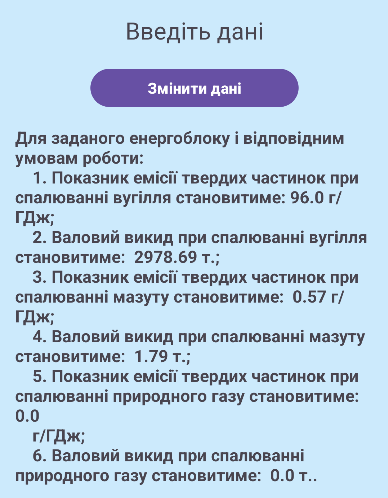 Введіть дані
Змінити дані
Для заданого енергоблоку і відповідним
умовам роботи:
1. Показник емісії твердих частинок при
спалюванні вугілля становитиме: 96.0 г/
ГДж;
2. Валовий викид при спалюванні вугілля
становитиме:  2978.69 т.;
3. Показник емісії твердих частинок при
спалюванні мазуту становитиме:  0.57 г/
ГДж;
4. Валовий викид при спалюванні мазуту
становитиме:  1.79 т.;
5. Показник емісії твердих частинок при
спалюванні природного газу становитиме:
0.0
г/ГДж;
6. Валовий викид при спалюванні
природного газу становитиме:  0.0 т..